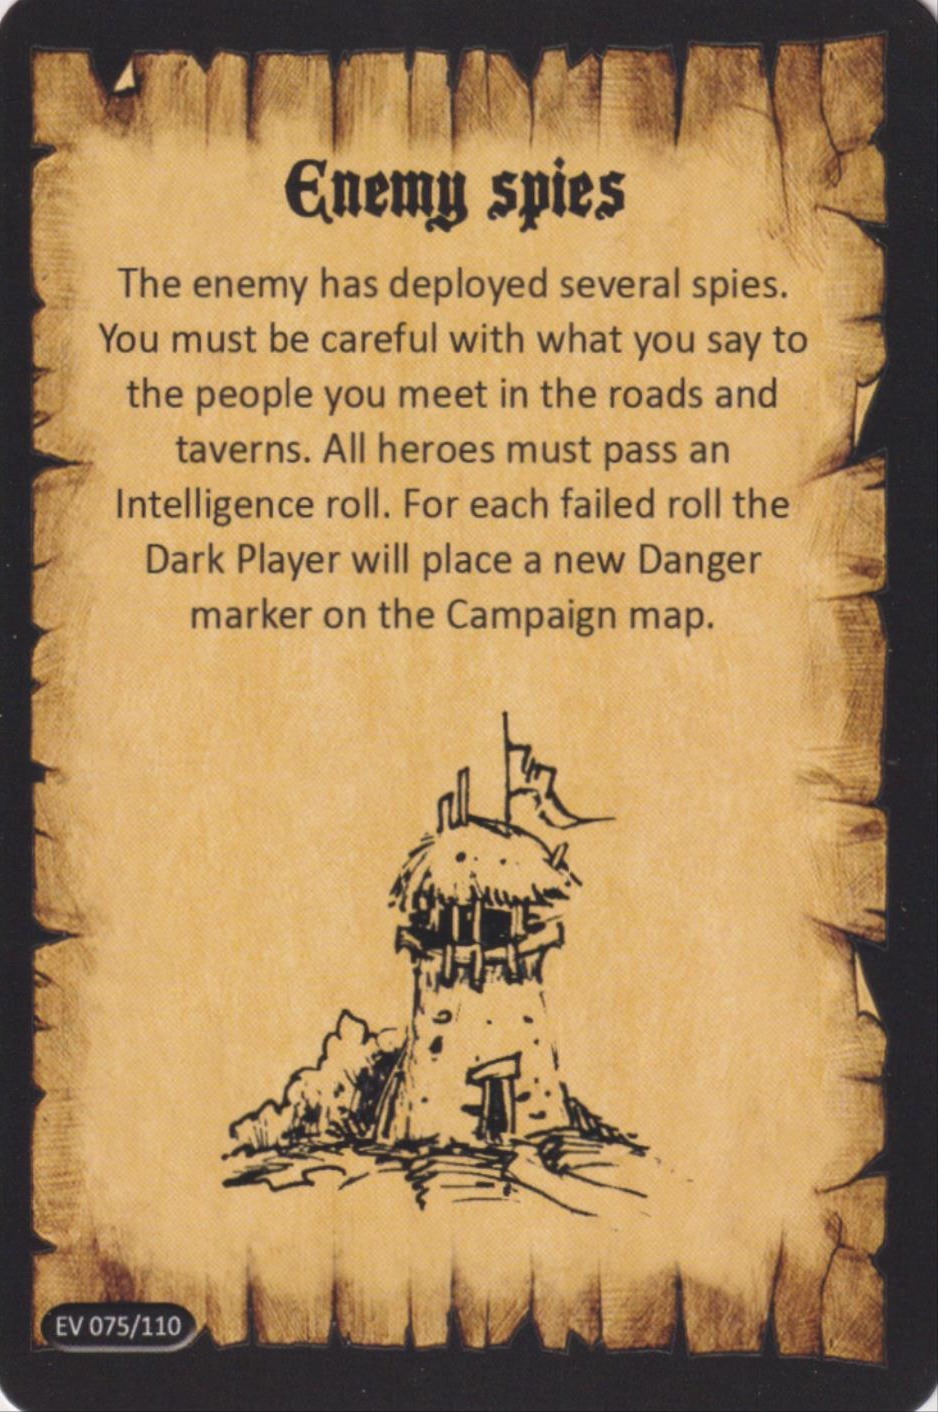 Enemy spies
The enemy has deployed several spies.
You must be careful with what you say to
the people you meet in the roads and
taverns. All heroes must pass an
Intelligence roll. For each failed roll the
Dark Player will place a new Danger
marker on the Campaign map.
EV 075/110